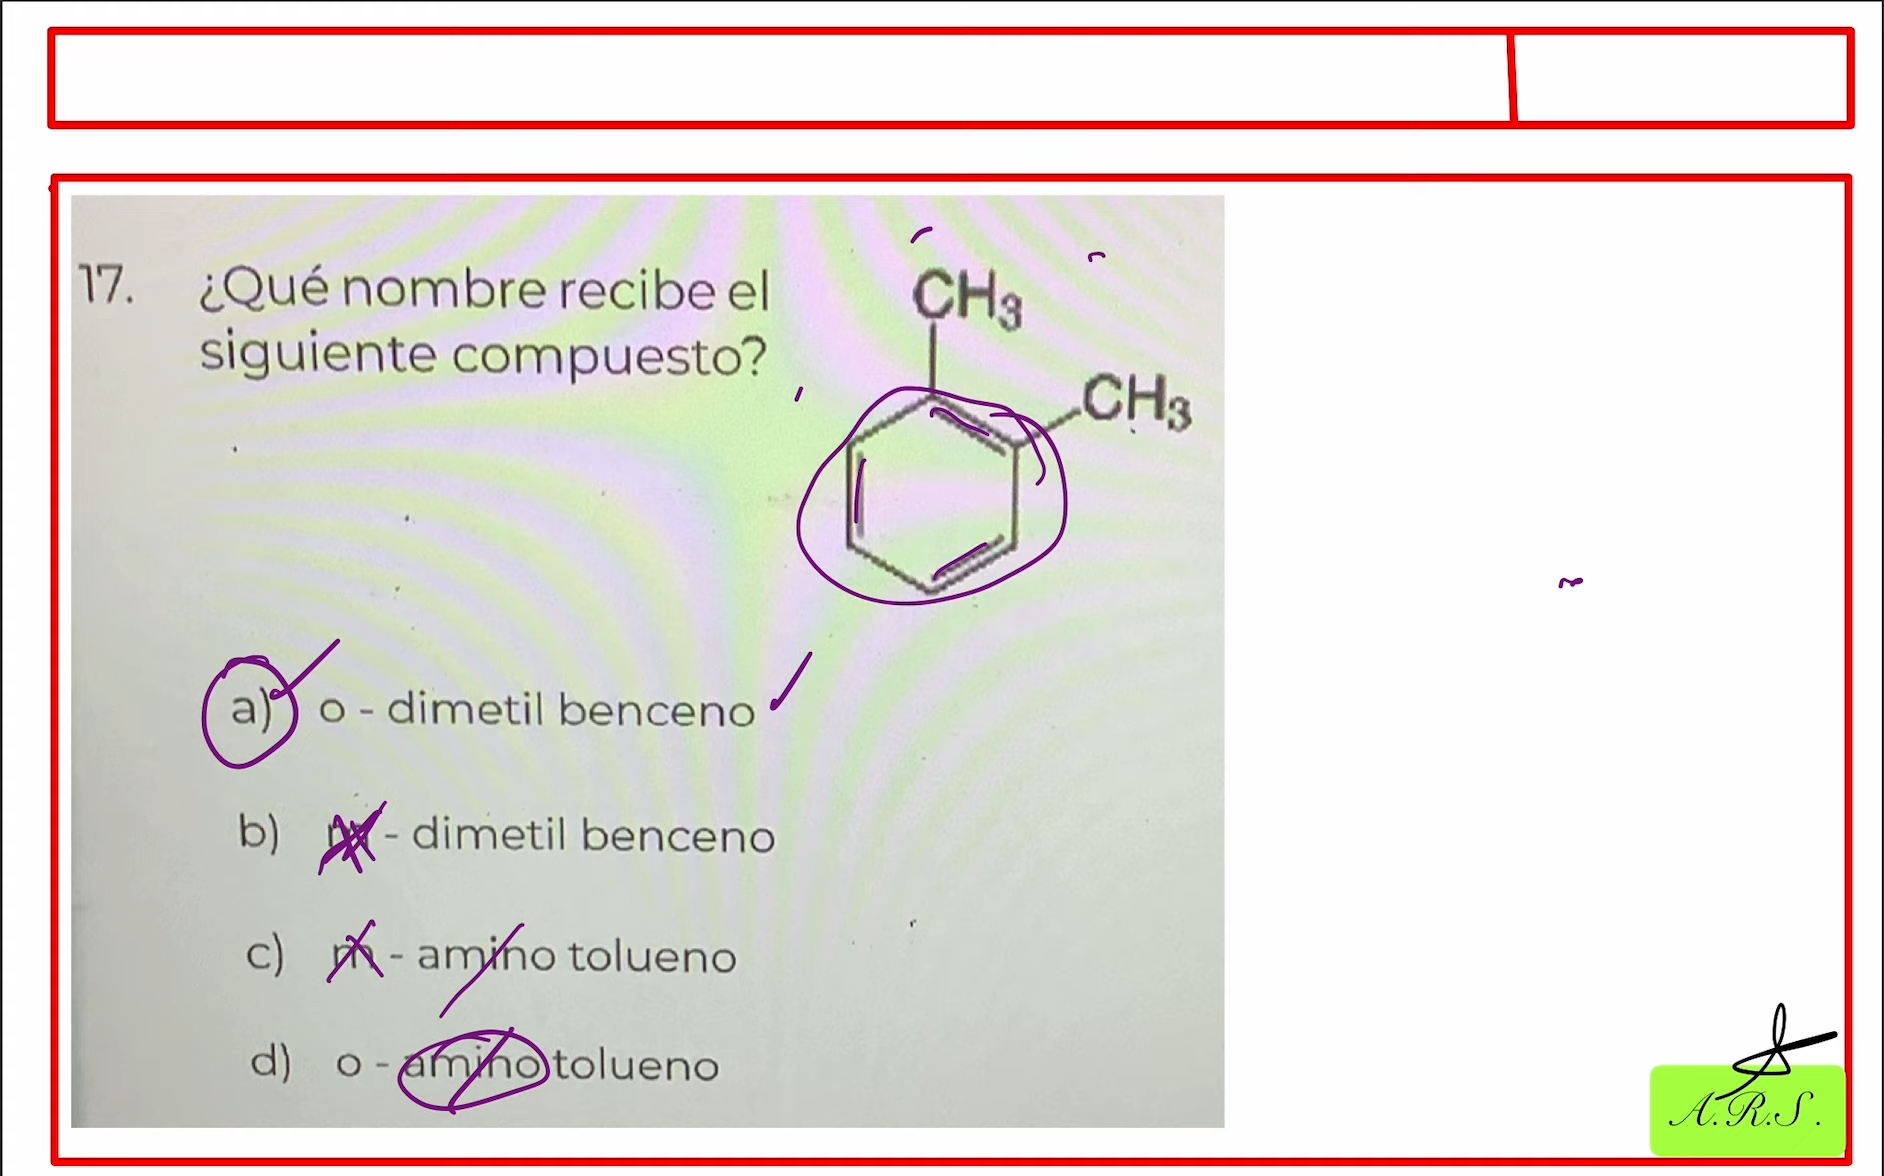 17. ¿Qué nombre recibe el
siguiente compuesto?
CH3
CH3
a) o - dimetil benceno
b) m - dimetil benceno
c) m - amino tolueno
d) o - amino tolueno
A.R.S.